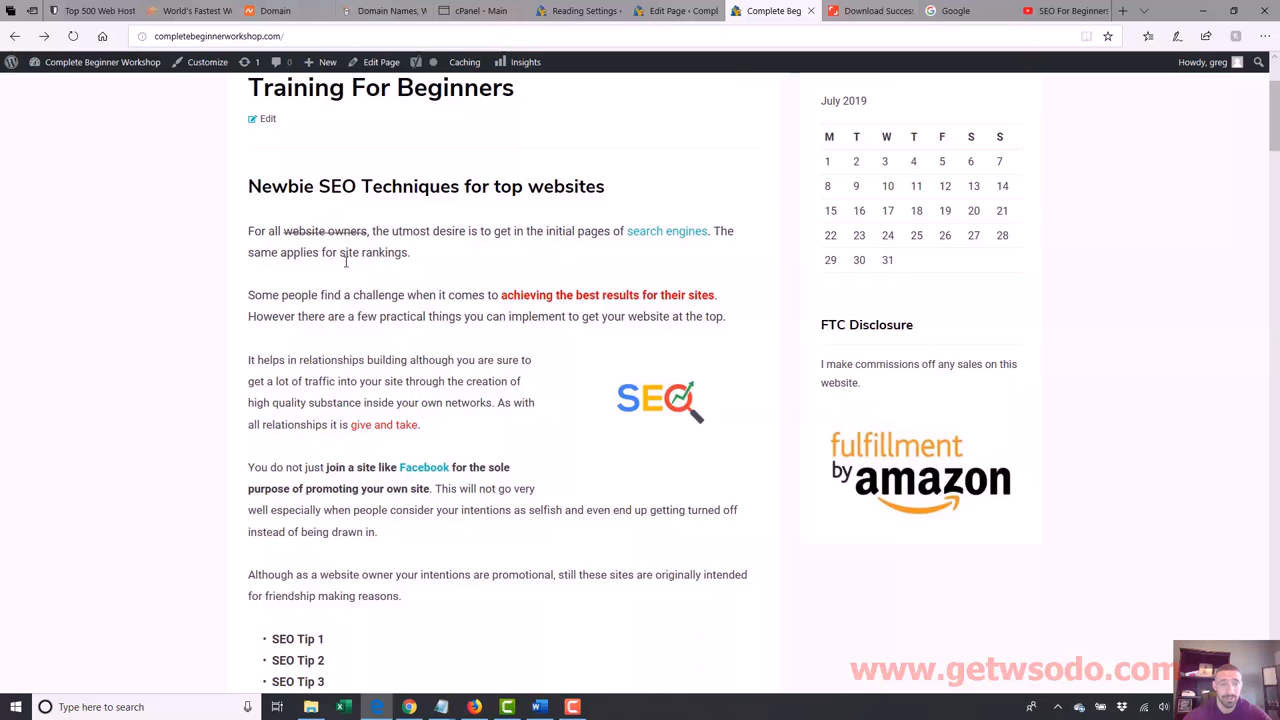 Top 500 Web Host
World's Fastest W
Domain
Domain Names, W
cPanel - Main
Reading Settings
Edit Page ‹ Compl
Complete Beg
Download Succes
Google
SEO For Rankings
completebeginnerworkshop.com/
Complete Beginner Workshop
Customize
1
0
New
Edit Page
Caching
Insights
Howdy, greg
Training For Beginners
Edit
Newbie SEO Techniques for top websites
For all website owners, the utmost desire is to get in the initial pages of search engines. The
same applies for site rankings.
Some people find a challenge when it comes to achieving the best results for their sites.
However there are a few practical things you can implement to get your website at the top.
It helps in relationships building although you are sure to
get a lot of traffic into your site through the creation of
high quality substance inside your own networks. As with
all relationships it is give and take.
SEO
You do not just join a site like Facebook for the sole
purpose of promoting your own site. This will not go very
well especially when people consider your intentions as selfish and even end up getting turned off
instead of being drawn in.
Although as a website owner your intentions are promotional, still these sites are originally intended
for friendship making reasons.
• SEO Tip 1
• SEO Tip 2
• SEO Tip 3
July 2019
M T W T F S S
1 2 3 4 5 6 7
8 9 10 11 12 13 14
15 16 17 18 19 20 21
22 23 24 25 26 27 28
29 30 31
FTC Disclosure
I make commissions off any sales on this
website.
fulfillment
by amazon
www.getwsodo.com
Type here to search